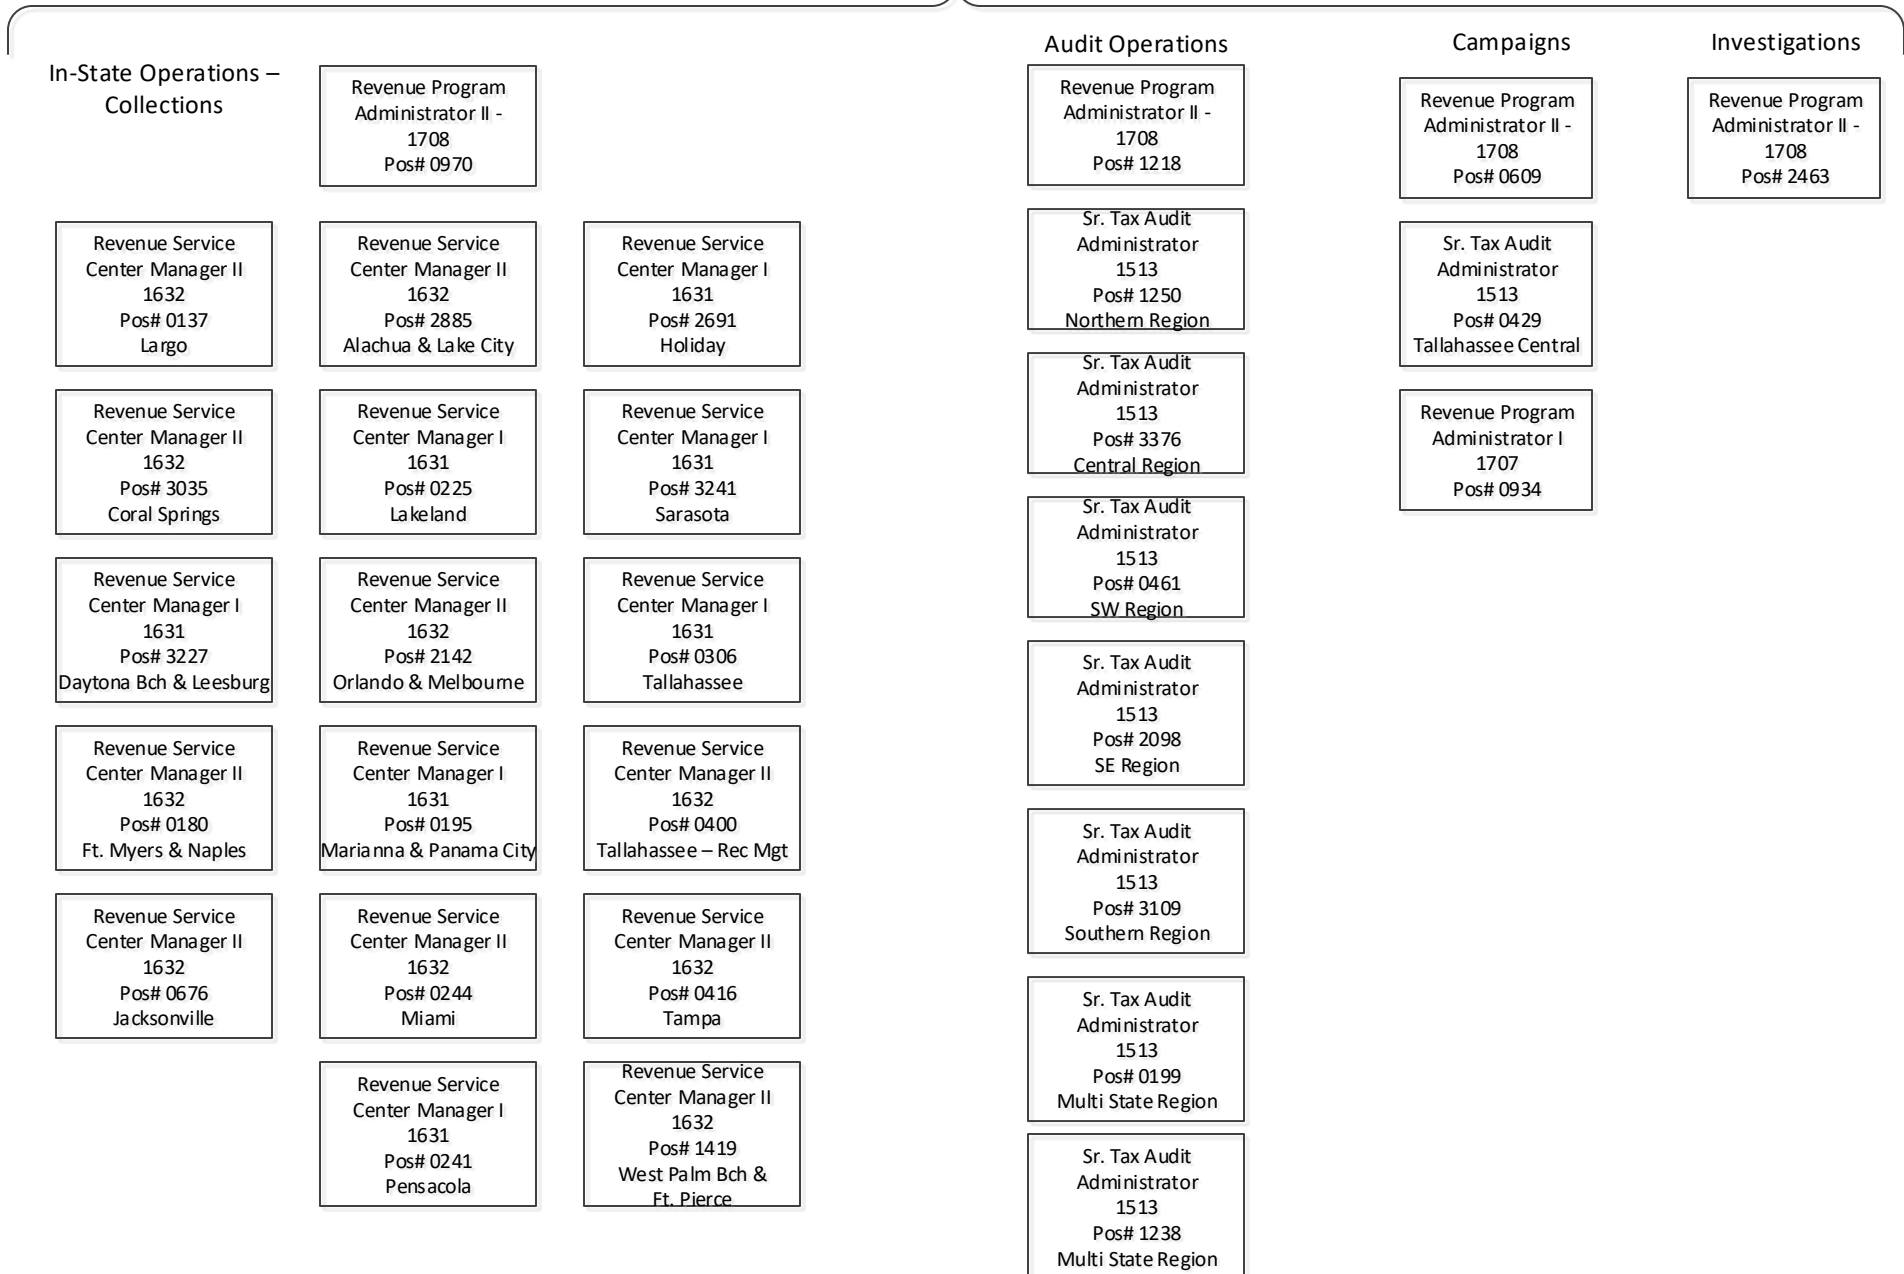 In-State Operations –
Collections
Revenue Program
Administrator II -
1708
Pos# 0970
Revenue Service
Center Manager II
1632
Pos# 0137
Largo
Revenue Service
Center Manager II
1632
Pos# 2885
Alachua & Lake City
Revenue Service
Center Manager I
1631
Pos# 2691
Holiday
Revenue Service
Center Manager II
1632
Pos# 3035
Coral Springs
Revenue Service
Center Manager I
1631
Pos# 0225
Lakeland
Revenue Service
Center Manager I
1631
Pos# 3241
Sarasota
Revenue Service
Center Manager I
1631
Pos# 3227
Daytona Bch & Leesburg
Revenue Service
Center Manager II
1632
Pos# 2142
Orlando & Melbourne
Revenue Service
Center Manager I
1631
Pos# 0306
Tallahassee
Revenue Service
Center Manager II
1632
Pos# 0180
Ft. Myers & Naples
Revenue Service
Center Manager I
1631
Pos# 0195
Marianna & Panama City
Revenue Service
Center Manager II
1632
Pos# 0400
Tallahassee – Rec Mgt
Revenue Service
Center Manager II
1632
Pos# 0676
Jacksonville
Revenue Service
Center Manager II
1632
Pos# 0244
Miami
Revenue Service
Center Manager II
1632
Pos# 0416
Tampa
Revenue Service
Center Manager I
1631
Pos# 0241
Pensacola
Revenue Service
Center Manager II
1632
Pos# 1419
West Palm Bch &
Ft. Pierce
Audit Operations
Revenue Program
Administrator II -
1708
Pos# 1218
Sr. Tax Audit
Administrator
1513
Pos# 1250
Northern Region
Sr. Tax Audit
Administrator
1513
Pos# 3376
Central Region
Sr. Tax Audit
Administrator
1513
Pos# 0461
SW Region
Sr. Tax Audit
Administrator
1513
Pos# 2098
SE Region
Sr. Tax Audit
Administrator
1513
Pos# 3109
Southern Region
Sr. Tax Audit
Administrator
1513
Pos# 0199
Multi State Region
Sr. Tax Audit
Administrator
1513
Pos# 1238
Multi State Region
Campaigns
Revenue Program
Administrator II -
1708
Pos# 0609
Sr. Tax Audit
Administrator
1513
Pos# 0429
Tallahassee Central
Revenue Program
Administrator I
1707
Pos# 0934
Investigations
Revenue Program
Administrator II -
1708
Pos# 2463